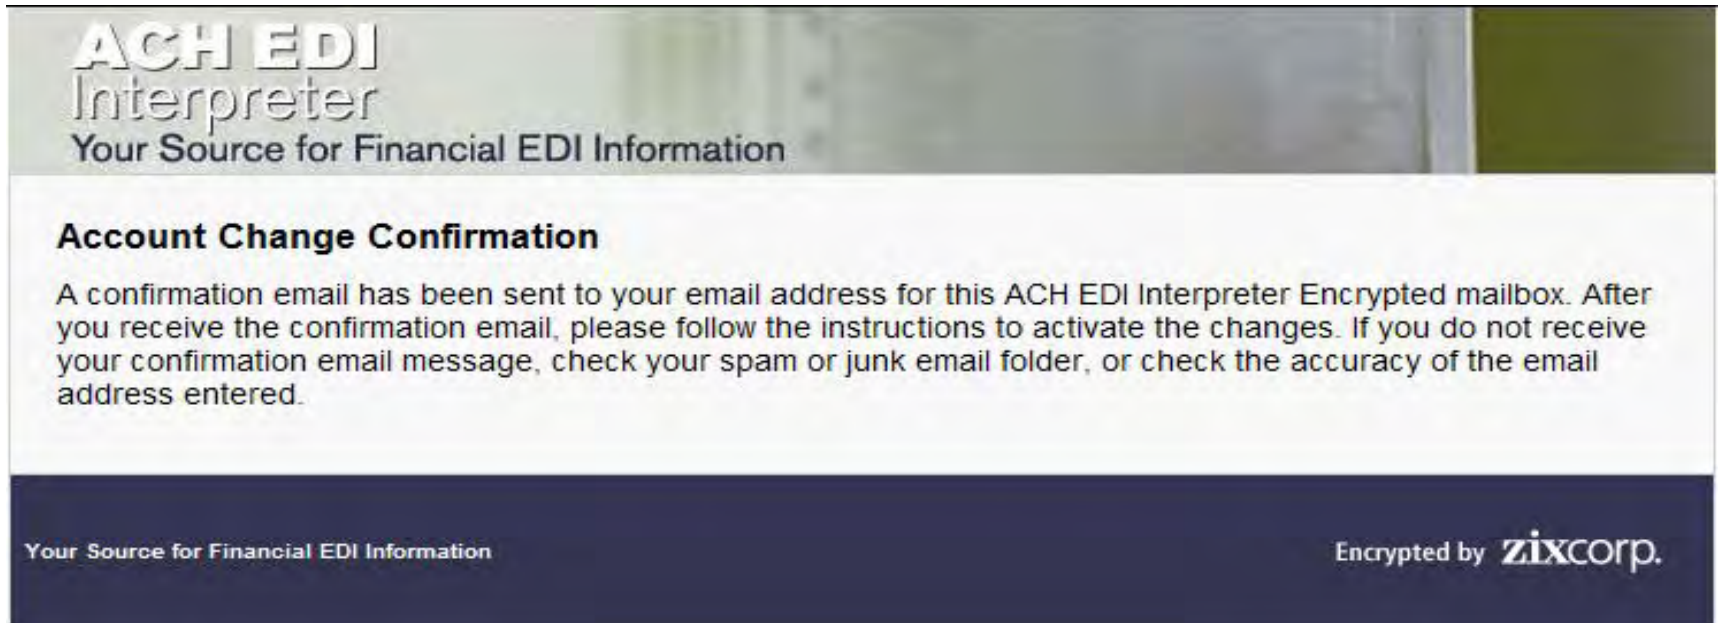 ACH EDI
Interpreter
Your Source for Financial EDI Information
Account Change Confirmation
A confirmation email has been sent to your email address for this ACH EDI Interpreter Encrypted mailbox. After
you receive the confirmation email, please follow the instructions to activate the changes. If you do not receive
your confirmation email message, check your spam or junk email folder, or check the accuracy of the email
address entered.
Your Source for Financial EDI Information
Encrypted by zixcorp.